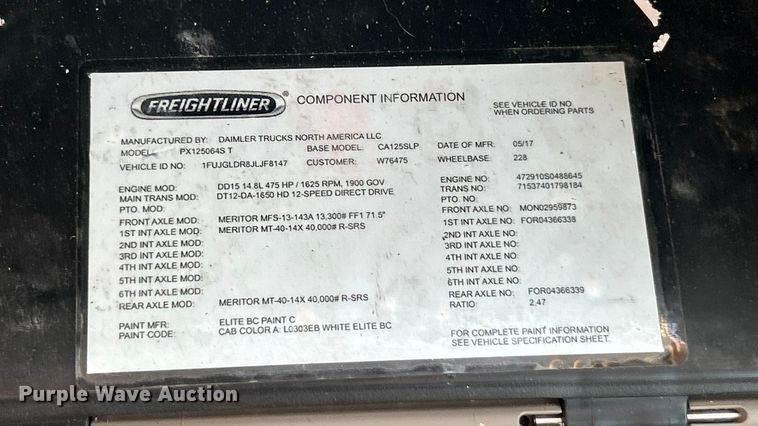 FREIGHTLINER ® COMPONENT INFORMATION
SEE VEHICLE ID NO
WHEN ORDERING PARTS
MANUFACTURED BY: DAIMLER TRUCKS NORTH AMERICA LLC
MODEL: PX125064S T BASE MODEL: CA125SLP DATE OF MFR: 05/17
VEHICLE ID NO: 1FUJGLDR8JLJF8147 CUSTOMER: W76475 WHEELBASE: 228
ENGINE MOD: DD15 14.8L 475 HP / 1625 RPM, 1900 GOV ENGINE NO: 472910S0488645
MAIN TRANS MOD: DT12-DA-1650 HD 12-SPEED DIRECT DRIVE TRANS NO: 71537401798184
PTO. MOD: PTO. NO:
FRONT AXLE MOD: MERITOR MFS-13-143A 13,300# FF1 71.5" FRONT AXLE NO: MON02959873
1ST INT AXLE MOD: MERITOR MT-40-14X 40,000# R-SRS 1ST INT AXLE NO: FOR04366338
2ND INT AXLE MOD: 2ND INT AXLE NO:
3RD INT AXLE MOD: 3RD INT AXLE NO:
4TH INT AXLE MOD: 4TH INT AXLE NO:
5TH INT AXLE MOD: 5TH INT AXLE NO:
6TH INT AXLE MOD: 6TH INT AXLE NO:
REAR AXLE MOD: MERITOR MT-40-14X 40,000# R-SRS REAR AXLE NO: FOR04366339
RATIO: 2.47
PAINT MFR: ELITE BC PAINT C
PAINT CODE: CAB COLOR A: L0303EB WHITE ELITE BC
FOR COMPLETE PAINT INFORMATION
SEE VEHICLE SPECIFICATION SHEET.
Purple Wave Auction